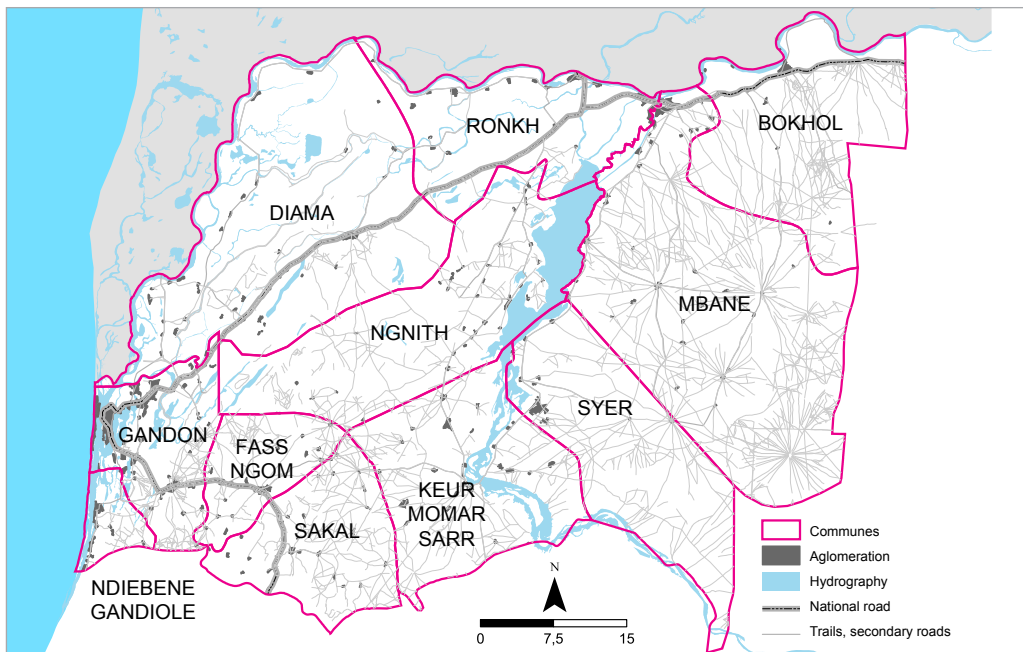 RONKH
BOKHOL
DIAMA
MBANE
NGNITH
SYER
GANDON
FASS
NGOM
KEUR
MOMAR
SARR
SAKAL
NDIEBENE
GANDIOLE
N
0
7,5
15
Communes
Aglomeration
Hydrography
National road
Trails, secondary roads